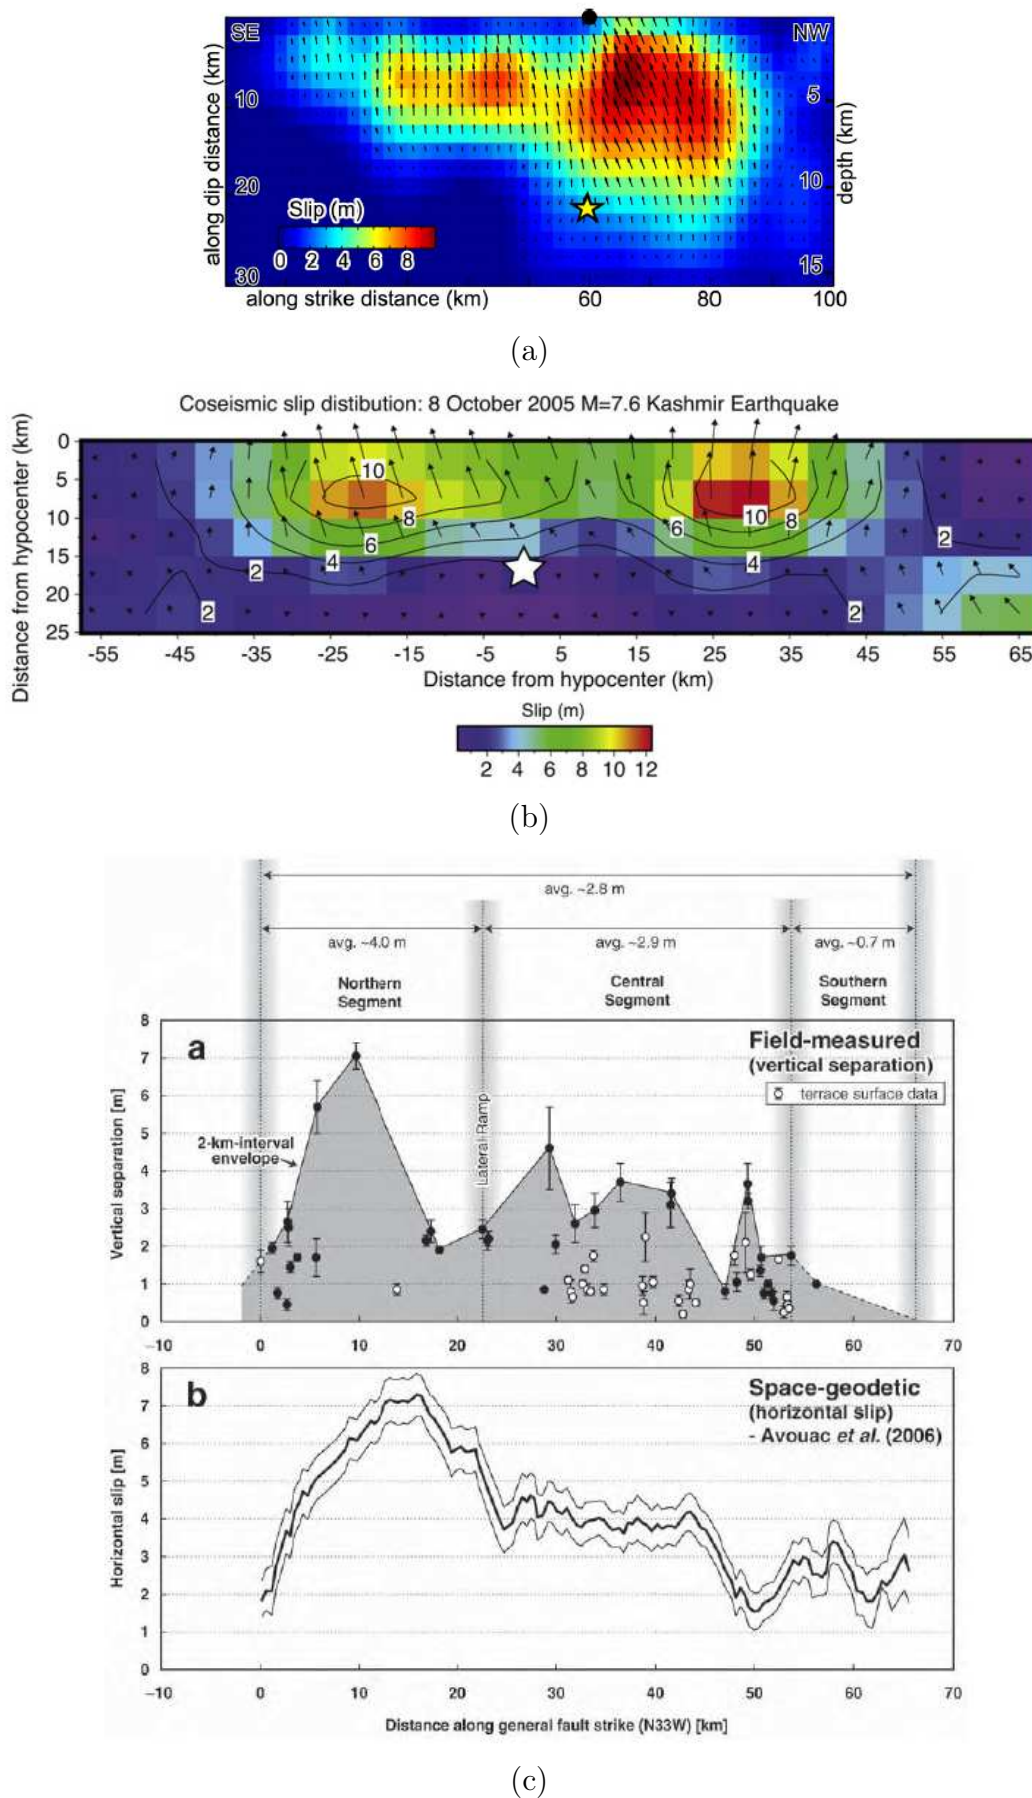 SE
NW
along dip distance (km)
10
20
30
5
10
15
depth (km)
Slip (m)
0 2 4 6 8
along strike distance (km)
60 80 100
(a)
Coseismic slip distibution: 8 October 2005 M=7.6 Kashmir Earthquake
Distance from hypocenter (km)
0
5
10
15
20
25
10
8
6
4
2
2
10
8
6
4
2
2
-55 -45 -35 -25 -15 -5 5 15 25 35 45 55 65
Distance from hypocenter (km)
Slip (m)
2 4 6 8 10 12
(b)
avg. ~2.8 m
avg. ~4.0 m
avg. ~2.9 m
avg. ~0.7 m
Northern
Segment
Central
Segment
Southern
Segment
a
Field-measured
(vertical separation)
terrace surface data
2-km-interval
envelope
Lateral Ramp
Vertical separation [m]
8
7
6
5
4
3
2
1
0
–10 0 10 20 30 40 50 60 70
b
Space-geodetic
(horizontal slip)
- Avouac et al. (2006)
Horizontal slip [m]
8
7
6
5
4
3
2
1
0
–10 0 10 20 30 40 50 60 70
Distance along general fault strike (N33W) [km]
(c)